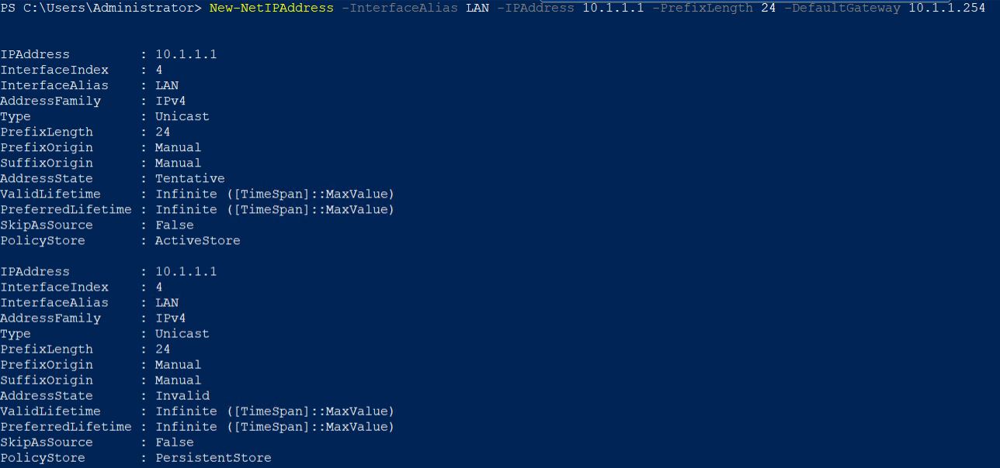 PS C:\Users\Administrator> New-NetIPAddress -InterfaceAlias LAN -IPAddress 10.1.1.1 -PrefixLength 24 -DefaultGateway 10.1.1.254
IPAddress : 10.1.1.1
InterfaceIndex : 4
InterfaceAlias : LAN
AddressFamily : IPv4
Type : Unicast
PrefixLength : 24
PrefixOrigin : Manual
SuffixOrigin : Manual
AddressState : Tentative
ValidLifetime : Infinite ([TimeSpan]::MaxValue)
PreferredLifetime : Infinite ([TimeSpan]::MaxValue)
SkipAsSource : False
PolicyStore : ActiveStore
IPAddress : 10.1.1.1
InterfaceIndex : 4
InterfaceAlias : LAN
AddressFamily : IPv4
Type : Unicast
PrefixLength : 24
PrefixOrigin : Manual
SuffixOrigin : Manual
AddressState : Invalid
ValidLifetime : Infinite ([TimeSpan]::MaxValue)
PreferredLifetime : Infinite ([TimeSpan]::MaxValue)
SkipAsSource : False
PolicyStore : PersistentStore